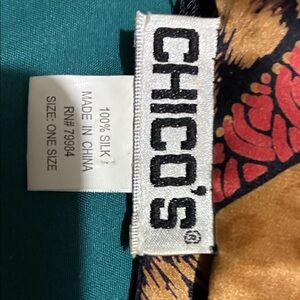 CHICO'S®
100% SILK
MADE IN CHINA
RN# 79984
SIZE: ONE SIZE